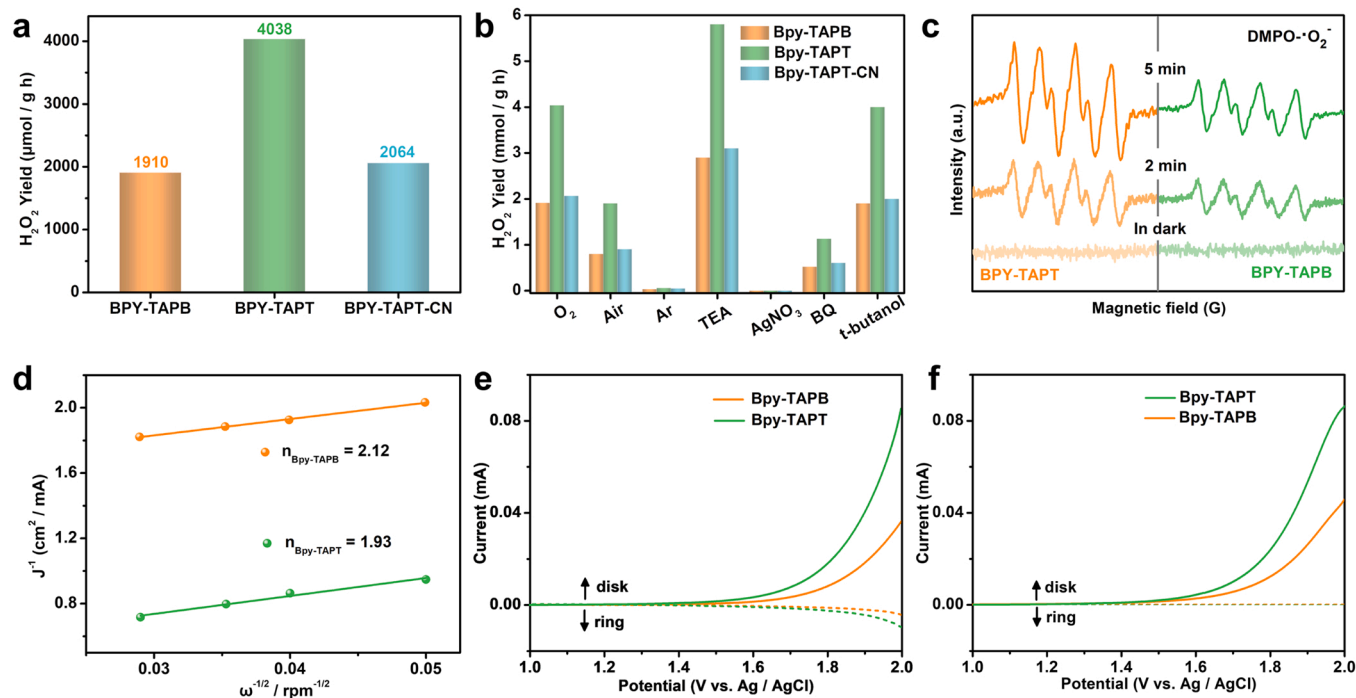 a
H₂O₂ Yield (μmol / g h)
4000
3000
2000
1000
0
1910
4038
2064
BPY-TAPB
BPY-TAPT
BPY-TAPT-CN
b
H₂O₂ Yield (mmol / g h)
6
5
4
3
2
1
0
Bpy-TAPB
Bpy-TAPT
Bpy-TAPT-CN
O₂
Air
Ar
TEA
AgNO₃
BQ
t-butanol
c
DMPO-·O₂⁻
Intensity (a.u.)
5 min
2 min
In dark
BPY-TAPT
BPY-TAPB
Magnetic field (G)
d
J⁻¹ (cm² / mA)
2.0
1.6
1.2
0.8
n_Bpy-TAPB = 2.12
n_Bpy-TAPT = 1.93
0.03
0.04
0.05
ω⁻¹/² / rpm⁻¹/²
e
Current (mA)
0.08
0.04
0.00
Bpy-TAPB
Bpy-TAPT
disk
ring
1.0
1.2
1.4
1.6
1.8
2.0
Potential (V vs. Ag / AgCl)
f
Current (mA)
0.08
0.04
0.00
Bpy-TAPT
Bpy-TAPB
disk
ring
1.0
1.2
1.4
1.6
1.8
2.0
Potential (V vs. Ag / AgCl)